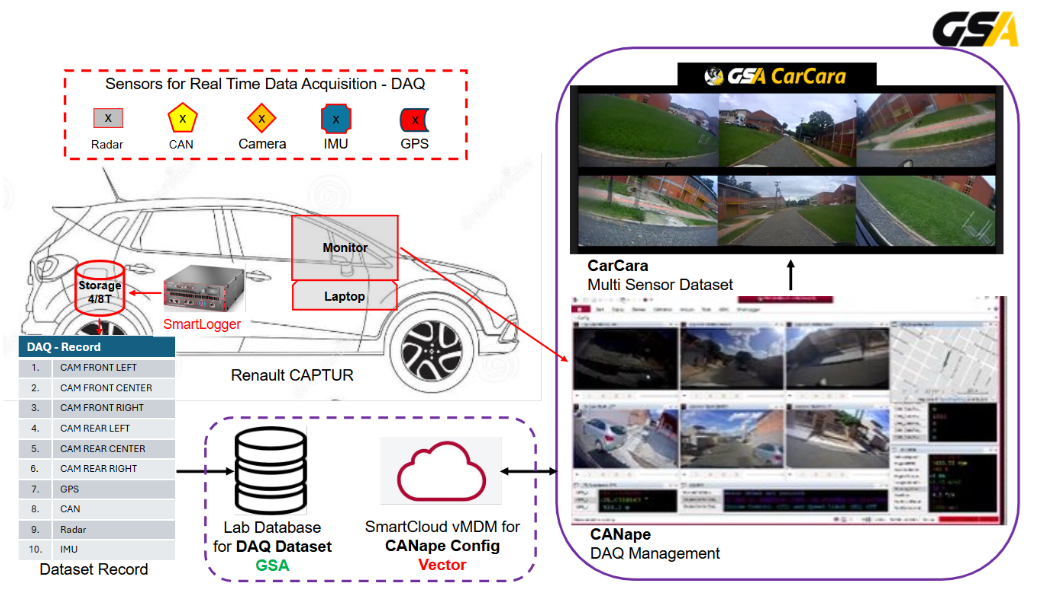 GSA
Sensors for Real Time Data Acquisition - DAQ
X
X
X
X
X
Radar
CAN
Camera
IMU
GPS
GSA CarCara
Monitor
Laptop
Storage
4/8T
SmartLogger
Renault CAPTUR
CarCara
Multi Sensor Dataset
DAQ - Record
1. CAM FRONT LEFT
2. CAM FRONT CENTER
3. CAM FRONT RIGHT
4. CAM REAR LEFT
5. CAM REAR CENTER
6. CAM REAR RIGHT
7. GPS
8. CAN
9. Radar
10. IMU
Dataset Record
Lab Database
for DAQ Dataset
GSA
SmartCloud vMDM for
CANape Config
Vector
CANape
DAQ Management